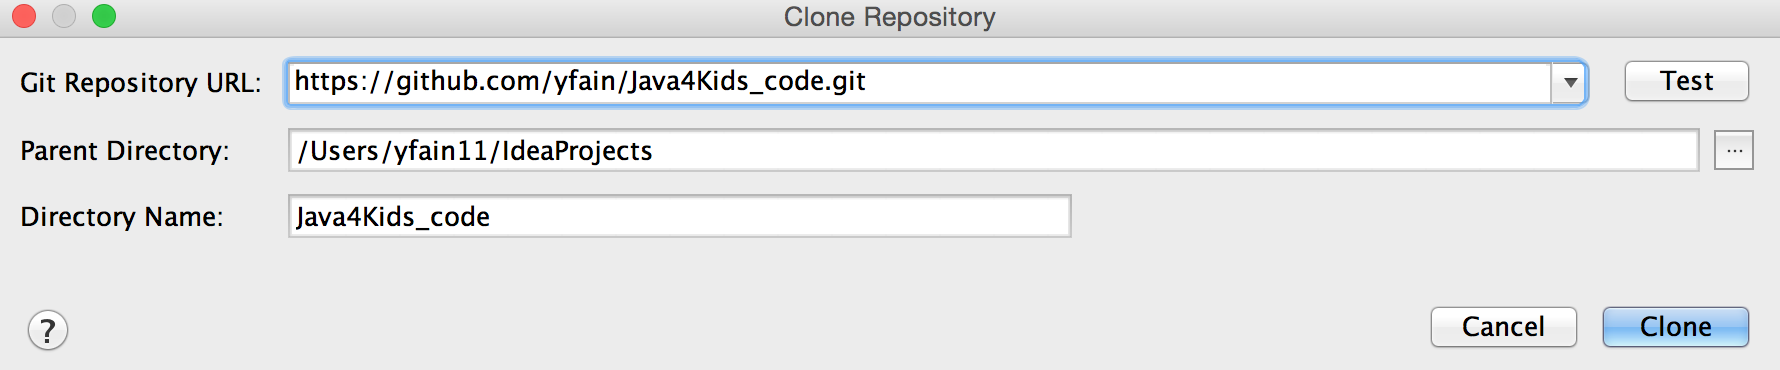 Clone Repository
Git Repository URL: https://github.com/yfain/Java4Kids_code.git Test
Parent Directory: /Users/yfain11/IdeaProjects ...
Directory Name: Java4Kids_code
? Cancel Clone